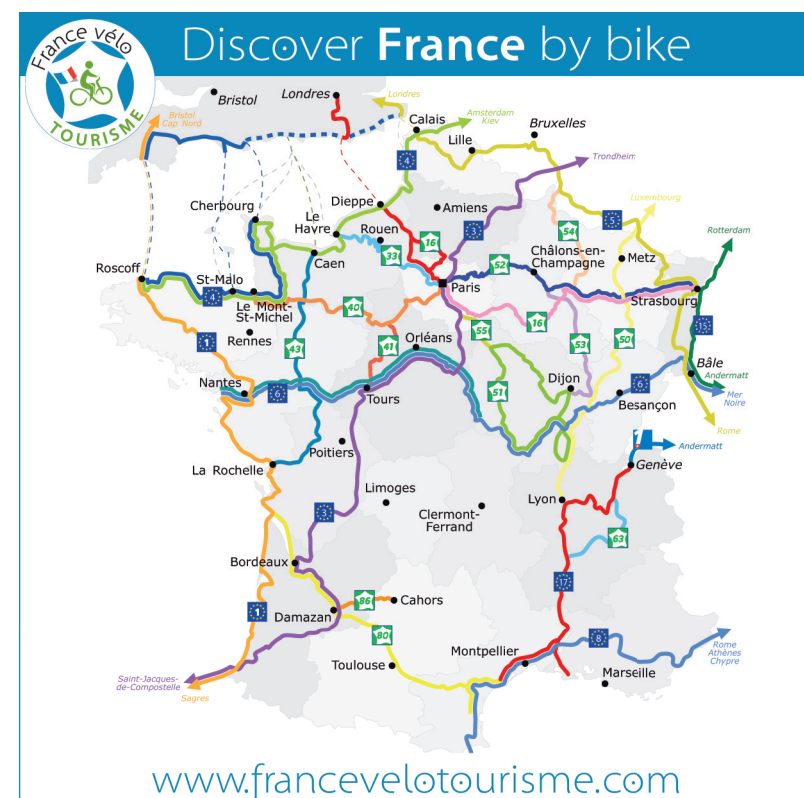 France vélo
TOURISME
Discover France by bike
Bristol
Londres
Londres
Bristol
Cap Nord
Calais
Amsterdam
Kiev
Bruxelles
Lille
Trondheim
4
Dieppe
Amiens
Luxembourg
Cherbourg
Le
Havre
Rouen
3
54
5
Rotterdam
16
33
Châlons-en-
Champagne
Metz
52
Caen
Roscoff
St-Malo
Paris
Strasbourg
4
Le Mont-
St-Michel
40
16
15
Rennes
1
43
Orléans
41
55
53
50
Bâle
Andermatt
Nantes
6
Tours
51
Dijon
6
Besançon
Mer
Noire
Rome
Poitiers
Andermatt
La Rochelle
Genève
Limoges
Clermont-
Ferrand
Lyon
3
63
Bordeaux
17
86
Cahors
1
Damazan
80
Montpellier
8
Rome
Athènes
Chypre
Toulouse
Marseille
Saint-Jacques-
de-Compostelle
Sagres
www.francevelotourisme.com